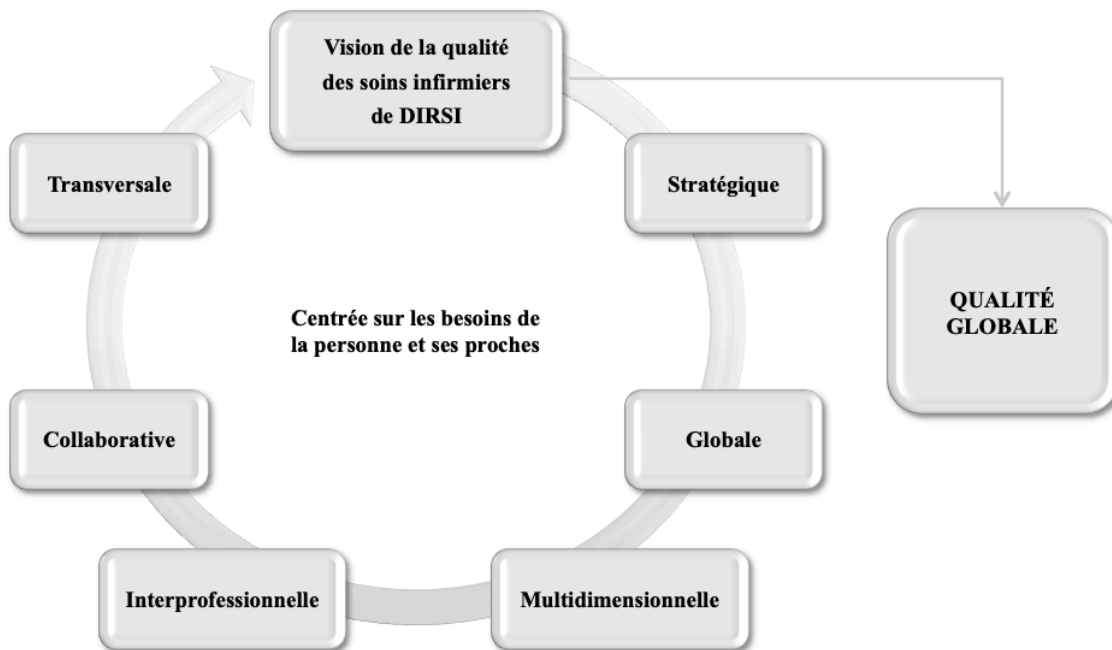 Vision de la qualité
des soins infirmiers
de DIRSI
Stratégique
Globale
Multidimensionnelle
Interprofessionnelle
Collaborative
Transversale
Centrée sur les besoins de
la personne et ses proches
QUALITÉ
GLOBALE